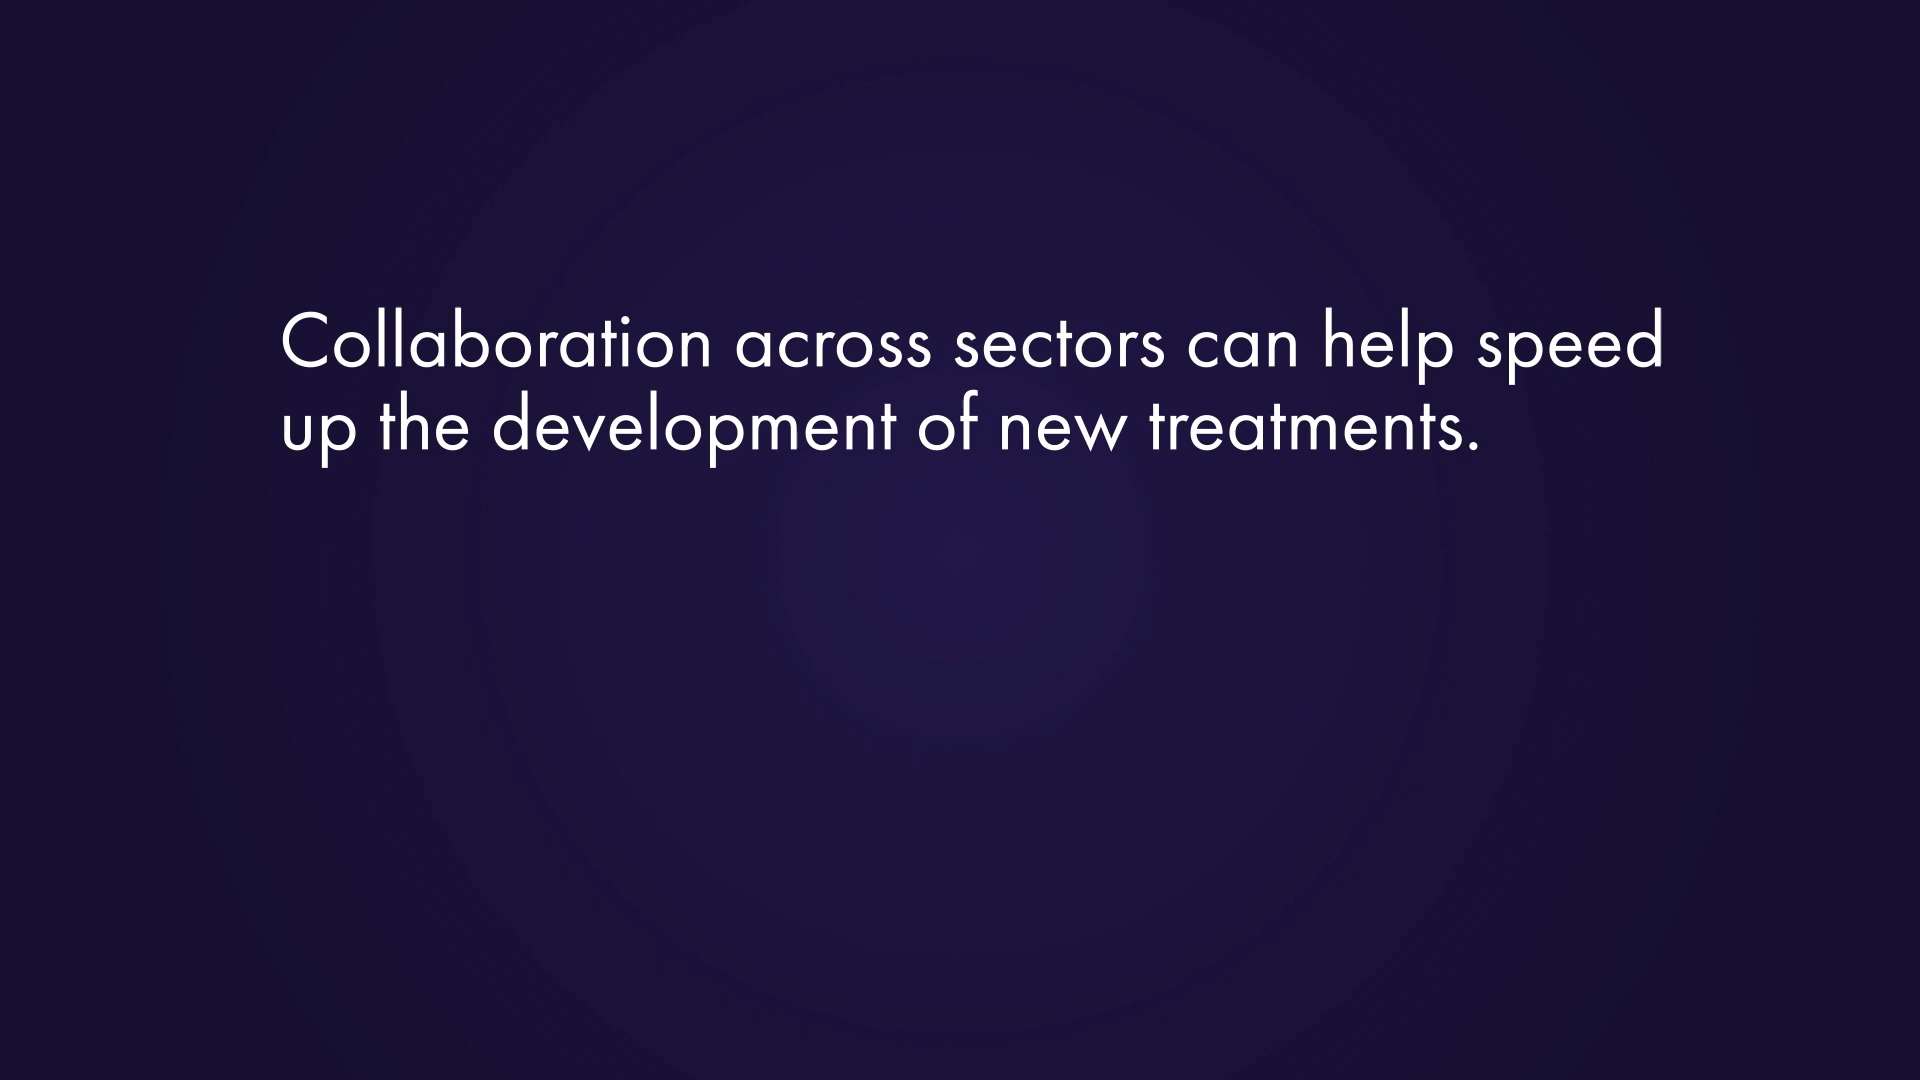 Collaboration across sectors can help speed
up the development of new treatments.